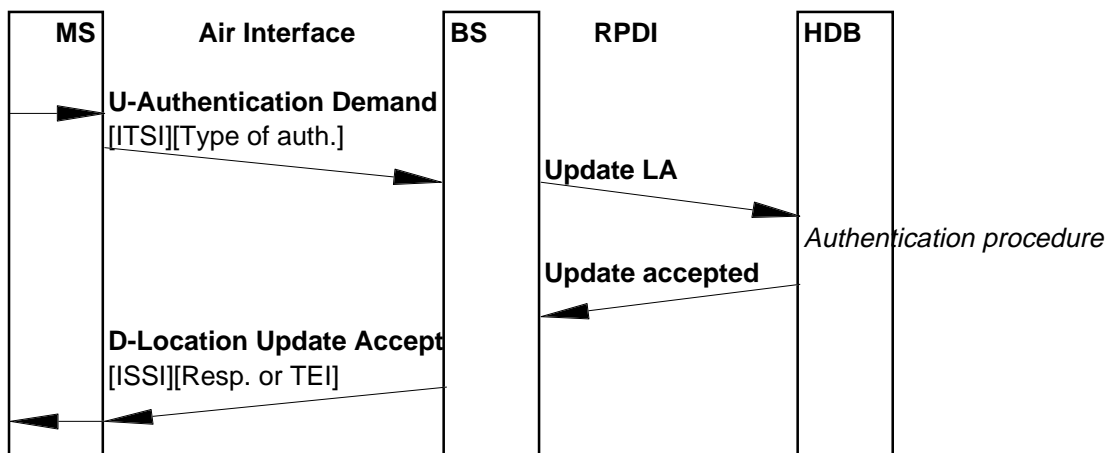 MS Air Interface BS RPDI HDB
U-Authentication Demand
[ITSI][Type of auth.]
Update LA
Authentication procedure
Update accepted
D-Location Update Accept
[ISSI][Resp. or TEI]